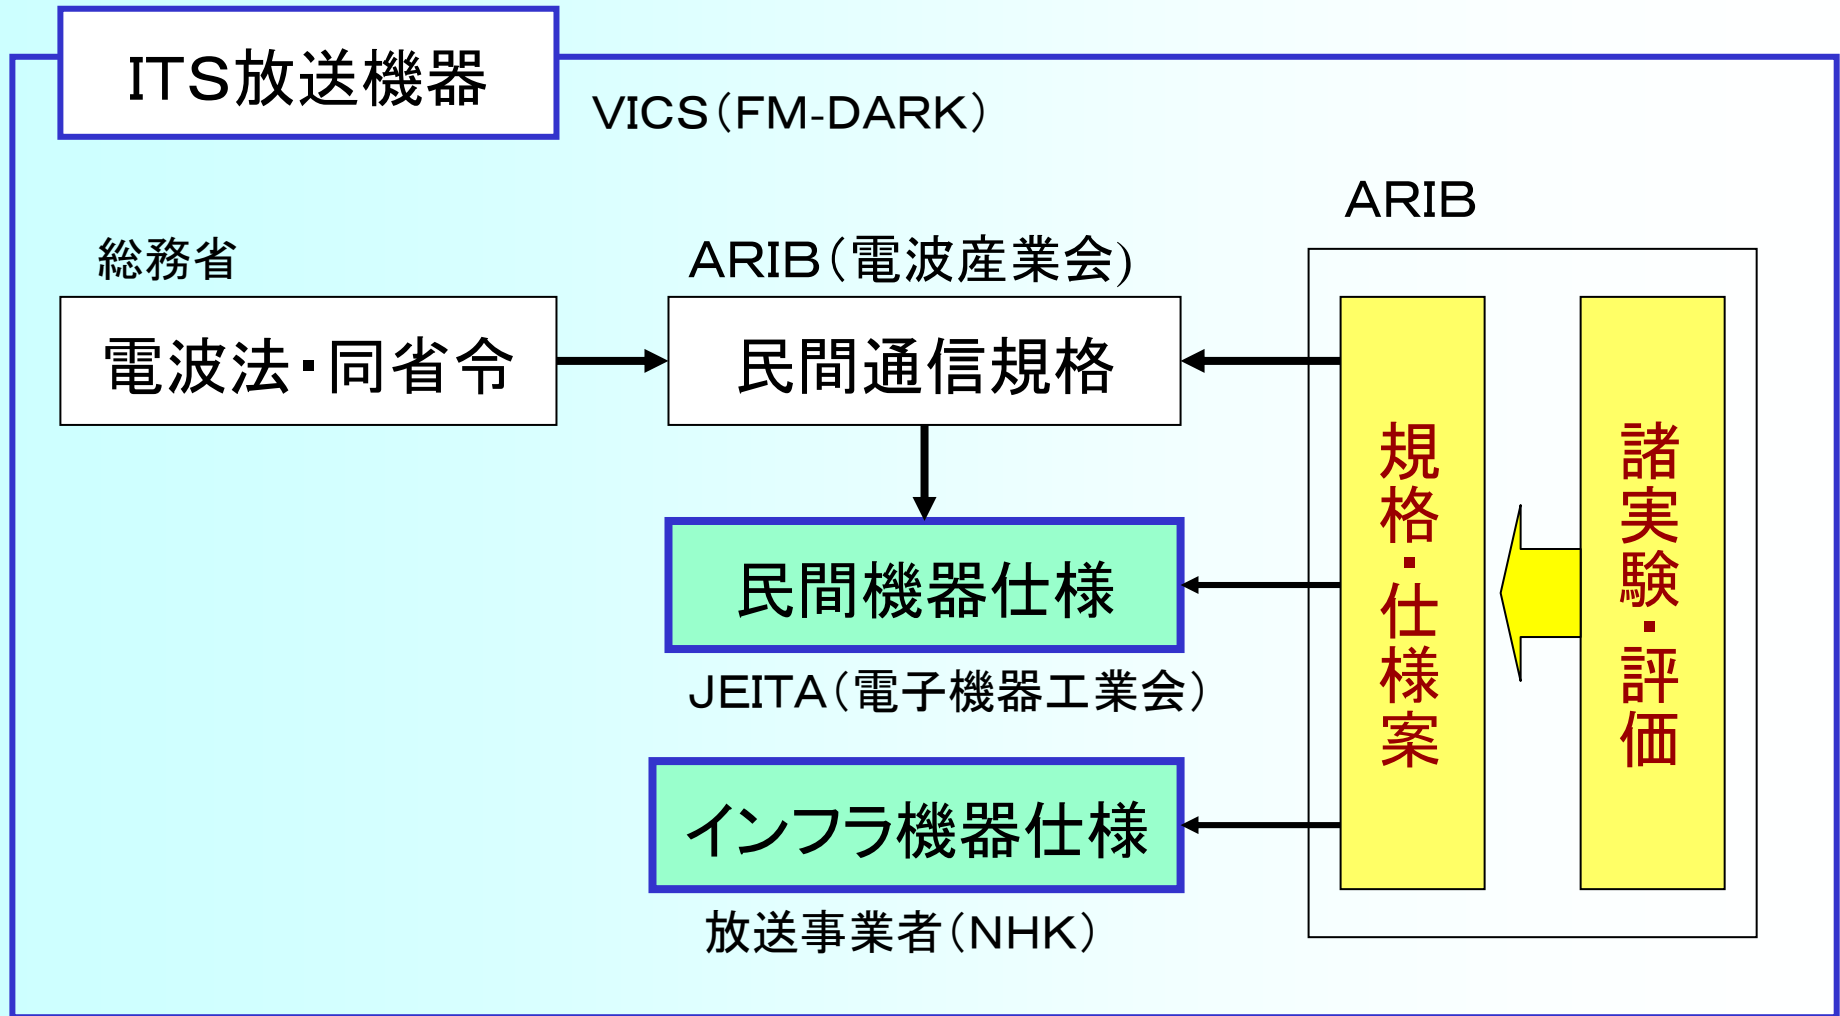 ITS放送機器
VICS(FM-DARK)
ARIB
総務省
ARIB(電波産業会)
電波法・同省令
民間通信規格
規格・仕様案
諸実験・評価
民間機器仕様
JEITA(電子機器工業会)
インフラ機器仕様
放送事業者(NHK)